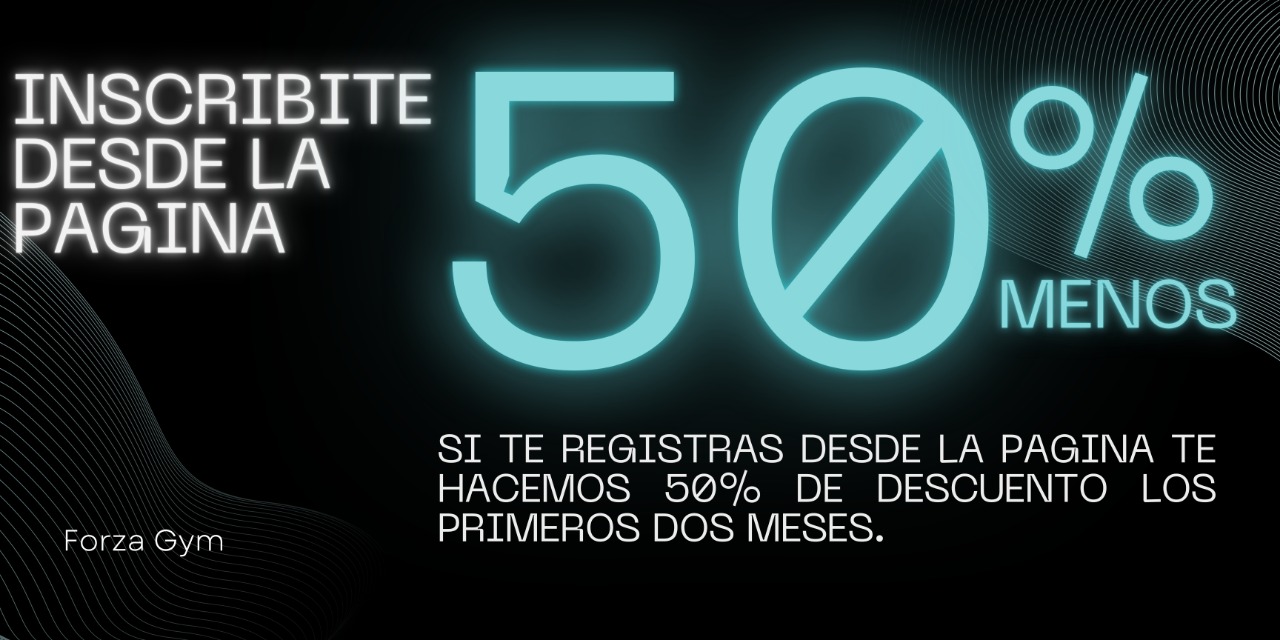 INSCRIBITE
DESDE LA
PAGINA
50%
MENOS
SI TE REGISTRAS DESDE LA PAGINA TE
HACEMOS 50% DE DESCUENTO LOS
PRIMEROS DOS MESES.
Forza Gym